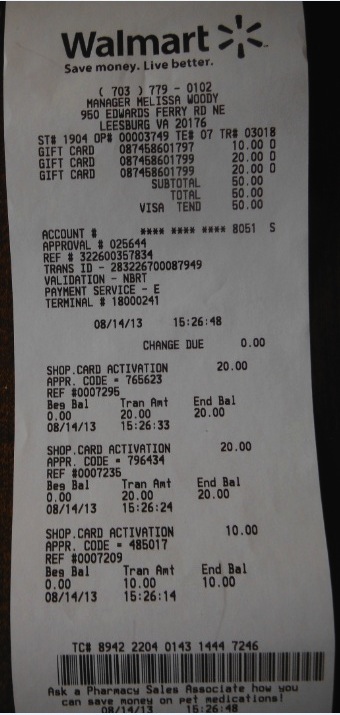 Walmart
Save money. Live better.
( 703 ) 779 - 0102
MANAGER MELISSA WOODY
950 EDWARDS FERRY RD NE
LEESBURG VA 20176
ST# 1904 OP# 00003749 TE# 07 TR# 03018
GIFT CARD 087458601797 10.00 O
GIFT CARD 087458601799 20.00 O
GIFT CARD 087458601799 20.00 O
SUBTOTAL 50.00
TOTAL 50.00
VISA TEND 50.00
ACCOUNT # **** **** **** 8051 S
APPROVAL # 025644
REF # 322600357834
TRANS ID - 283226700087949
VALIDATION - NBRT
PAYMENT SERVICE - E
TERMINAL # 18000241
08/14/13 15:26:48
CHANGE DUE 0.00
SHOP.CARD ACTIVATION 20.00
APPR. CODE = 765623
REF #0007295
Beg Bal Tran Amt End Bal
0.00 20.00 20.00
08/14/13 15:26:33
SHOP.CARD ACTIVATION 20.00
APPR. CODE = 796434
REF #0007235
Beg Bal Tran Amt End Bal
0.00 20.00 20.00
08/14/13 15:26:24
SHOP.CARD ACTIVATION 10.00
APPR. CODE = 485017
REF #0007209
Beg Bal Tran Amt End Bal
0.00 10.00 10.00
08/14/13 15:26:14
TC# 8942 2204 0143 1444 7246
Ask a Pharmacy Sales Associate how you
can save money on pet medications!
08/14/13 15:26:48